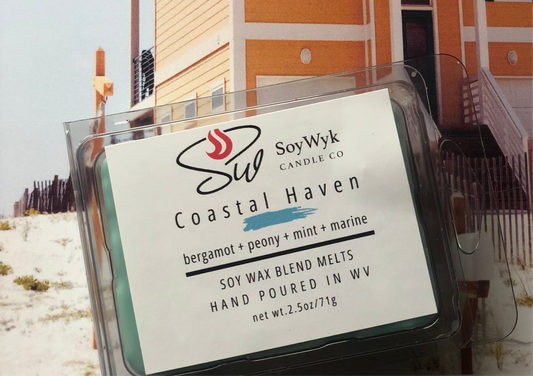 Sw
SoyWyk
CANDLE CO
Coastal Haven
bergamot + peony + mint + marine
SOY WAX BLEND MELTS
HAND POURED IN WV
net wt.2.5oz/71g